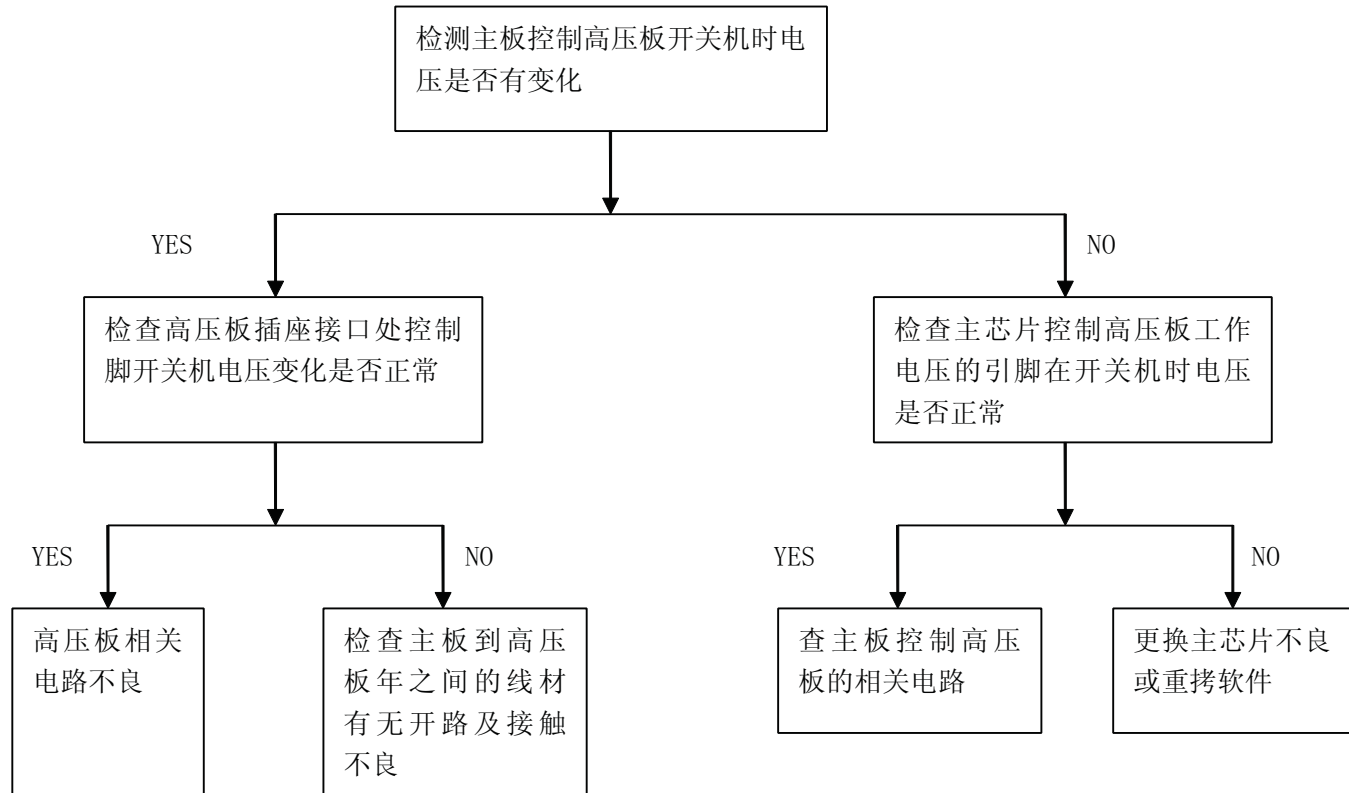 检测主板控制高压板开关机时电
压是否有变化
YES
NO
检查高压板插座接口处控制
脚开关机电压变化是否正常
检查主芯片控制高压板工作
电压的引脚在开关机时电压
是否正常
YES
NO
YES
NO
高压板相关
电路不良
检查主板到高压
板年之间的线材
有无开路及接触
不良
查主板控制高压
板的相关电路
更换主芯片不良
或重拷软件